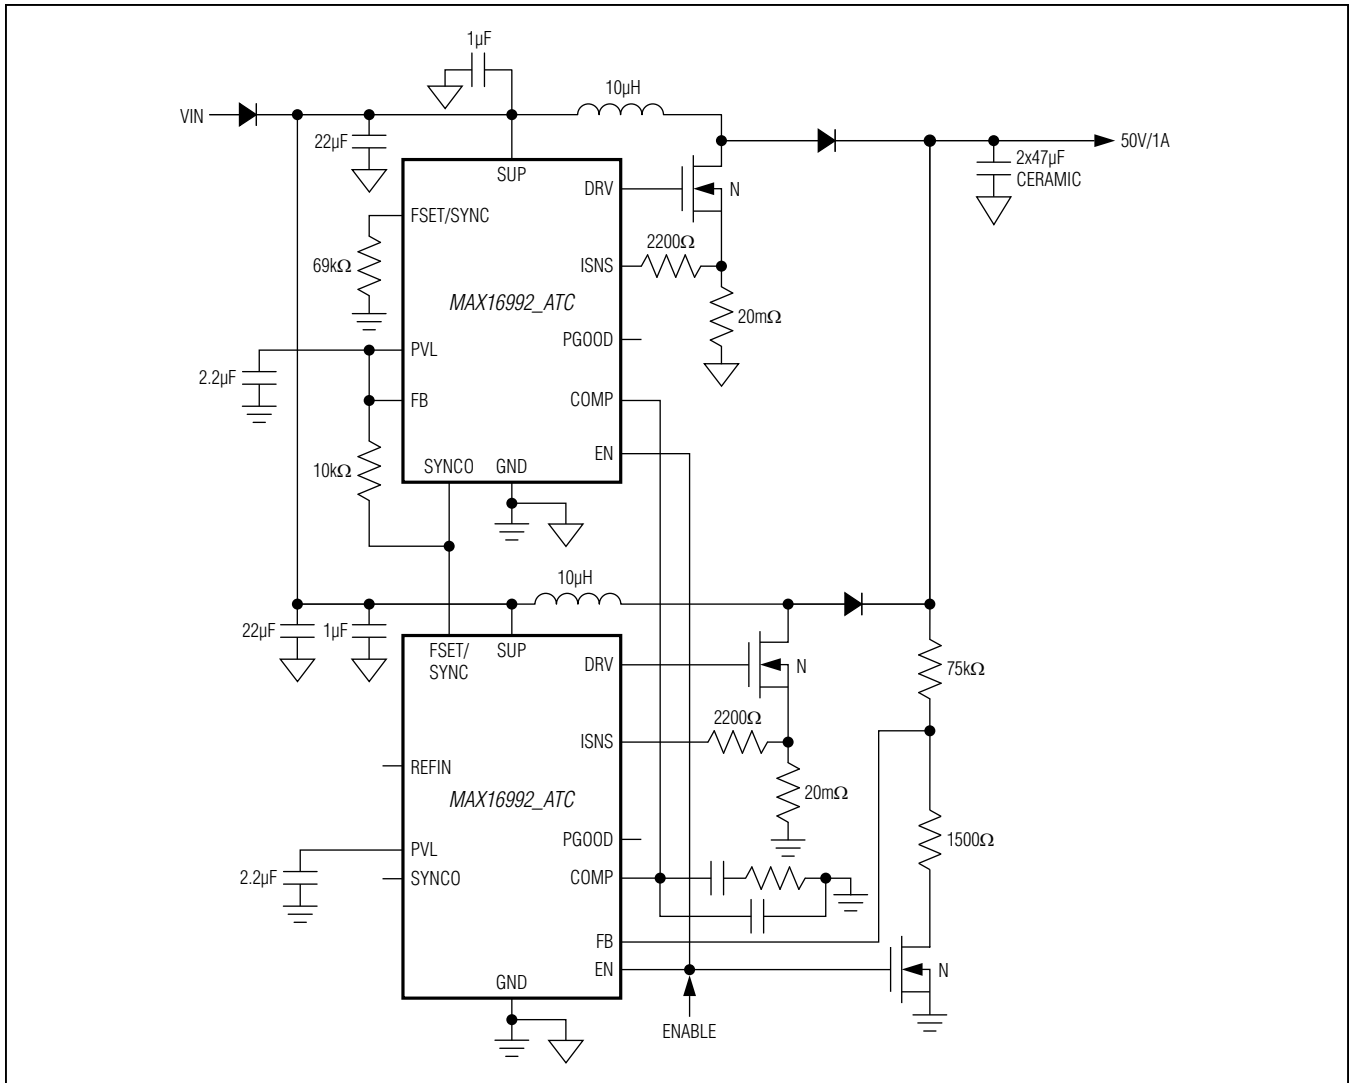 1µF
10µH
VIN
22µF
50V/1A
2x47µF
CERAMIC
SUP
DRV
N
FSET/SYNC
2200Ω
ISNS
69kΩ
MAX16992_ATC
20mΩ
PGOOD
PVL
2.2µF
FB
COMP
EN
10kΩ
SYNCO
GND
10µH
22µF
1µF
FSET/
SYNC
SUP
DRV
N
75kΩ
2200Ω
ISNS
REFIN
MAX16992_ATC
20mΩ
PGOOD
1500Ω
PVL
2.2µF
SYNCO
COMP
FB
EN
N
GND
ENABLE